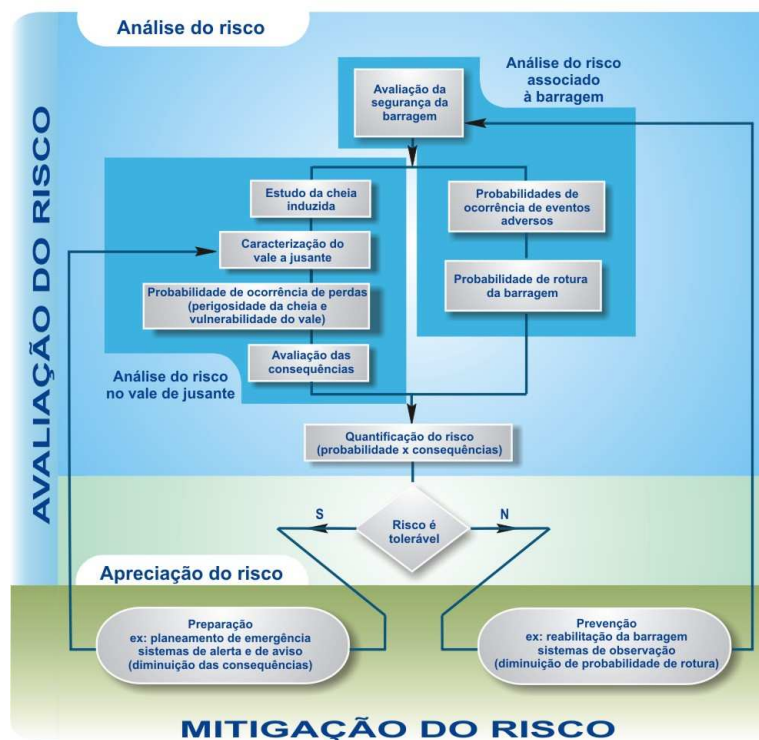 Análise do risco
AVALIAÇÃO DO RISCO
Análise do risco
associado
à barragem
Avaliação da
segurança da
barragem
Estudo da cheia
induzida
Caracterização do
vale a jusante
Probabilidade de ocorrência de perdas
(perigosidade da cheia e
vulnerabilidade do vale)
Avaliação das
consequências
Análise do risco
no vale de jusante
Probabilidades de
ocorrência de eventos
adversos
Probabilidade de rotura
da barragem
Quantificação do risco
(probabilidade x consequências)
S
Risco é
tolerável
N
Apreciação do risco
Preparação
ex: planeamento de emergência
sistemas de alerta e de aviso
(diminuição das consequências)
Prevenção
ex: reabilitação da barragem
sistemas de observação
(diminuição de probabilidade de rotura)
MITIGAÇÃO DO RISCO